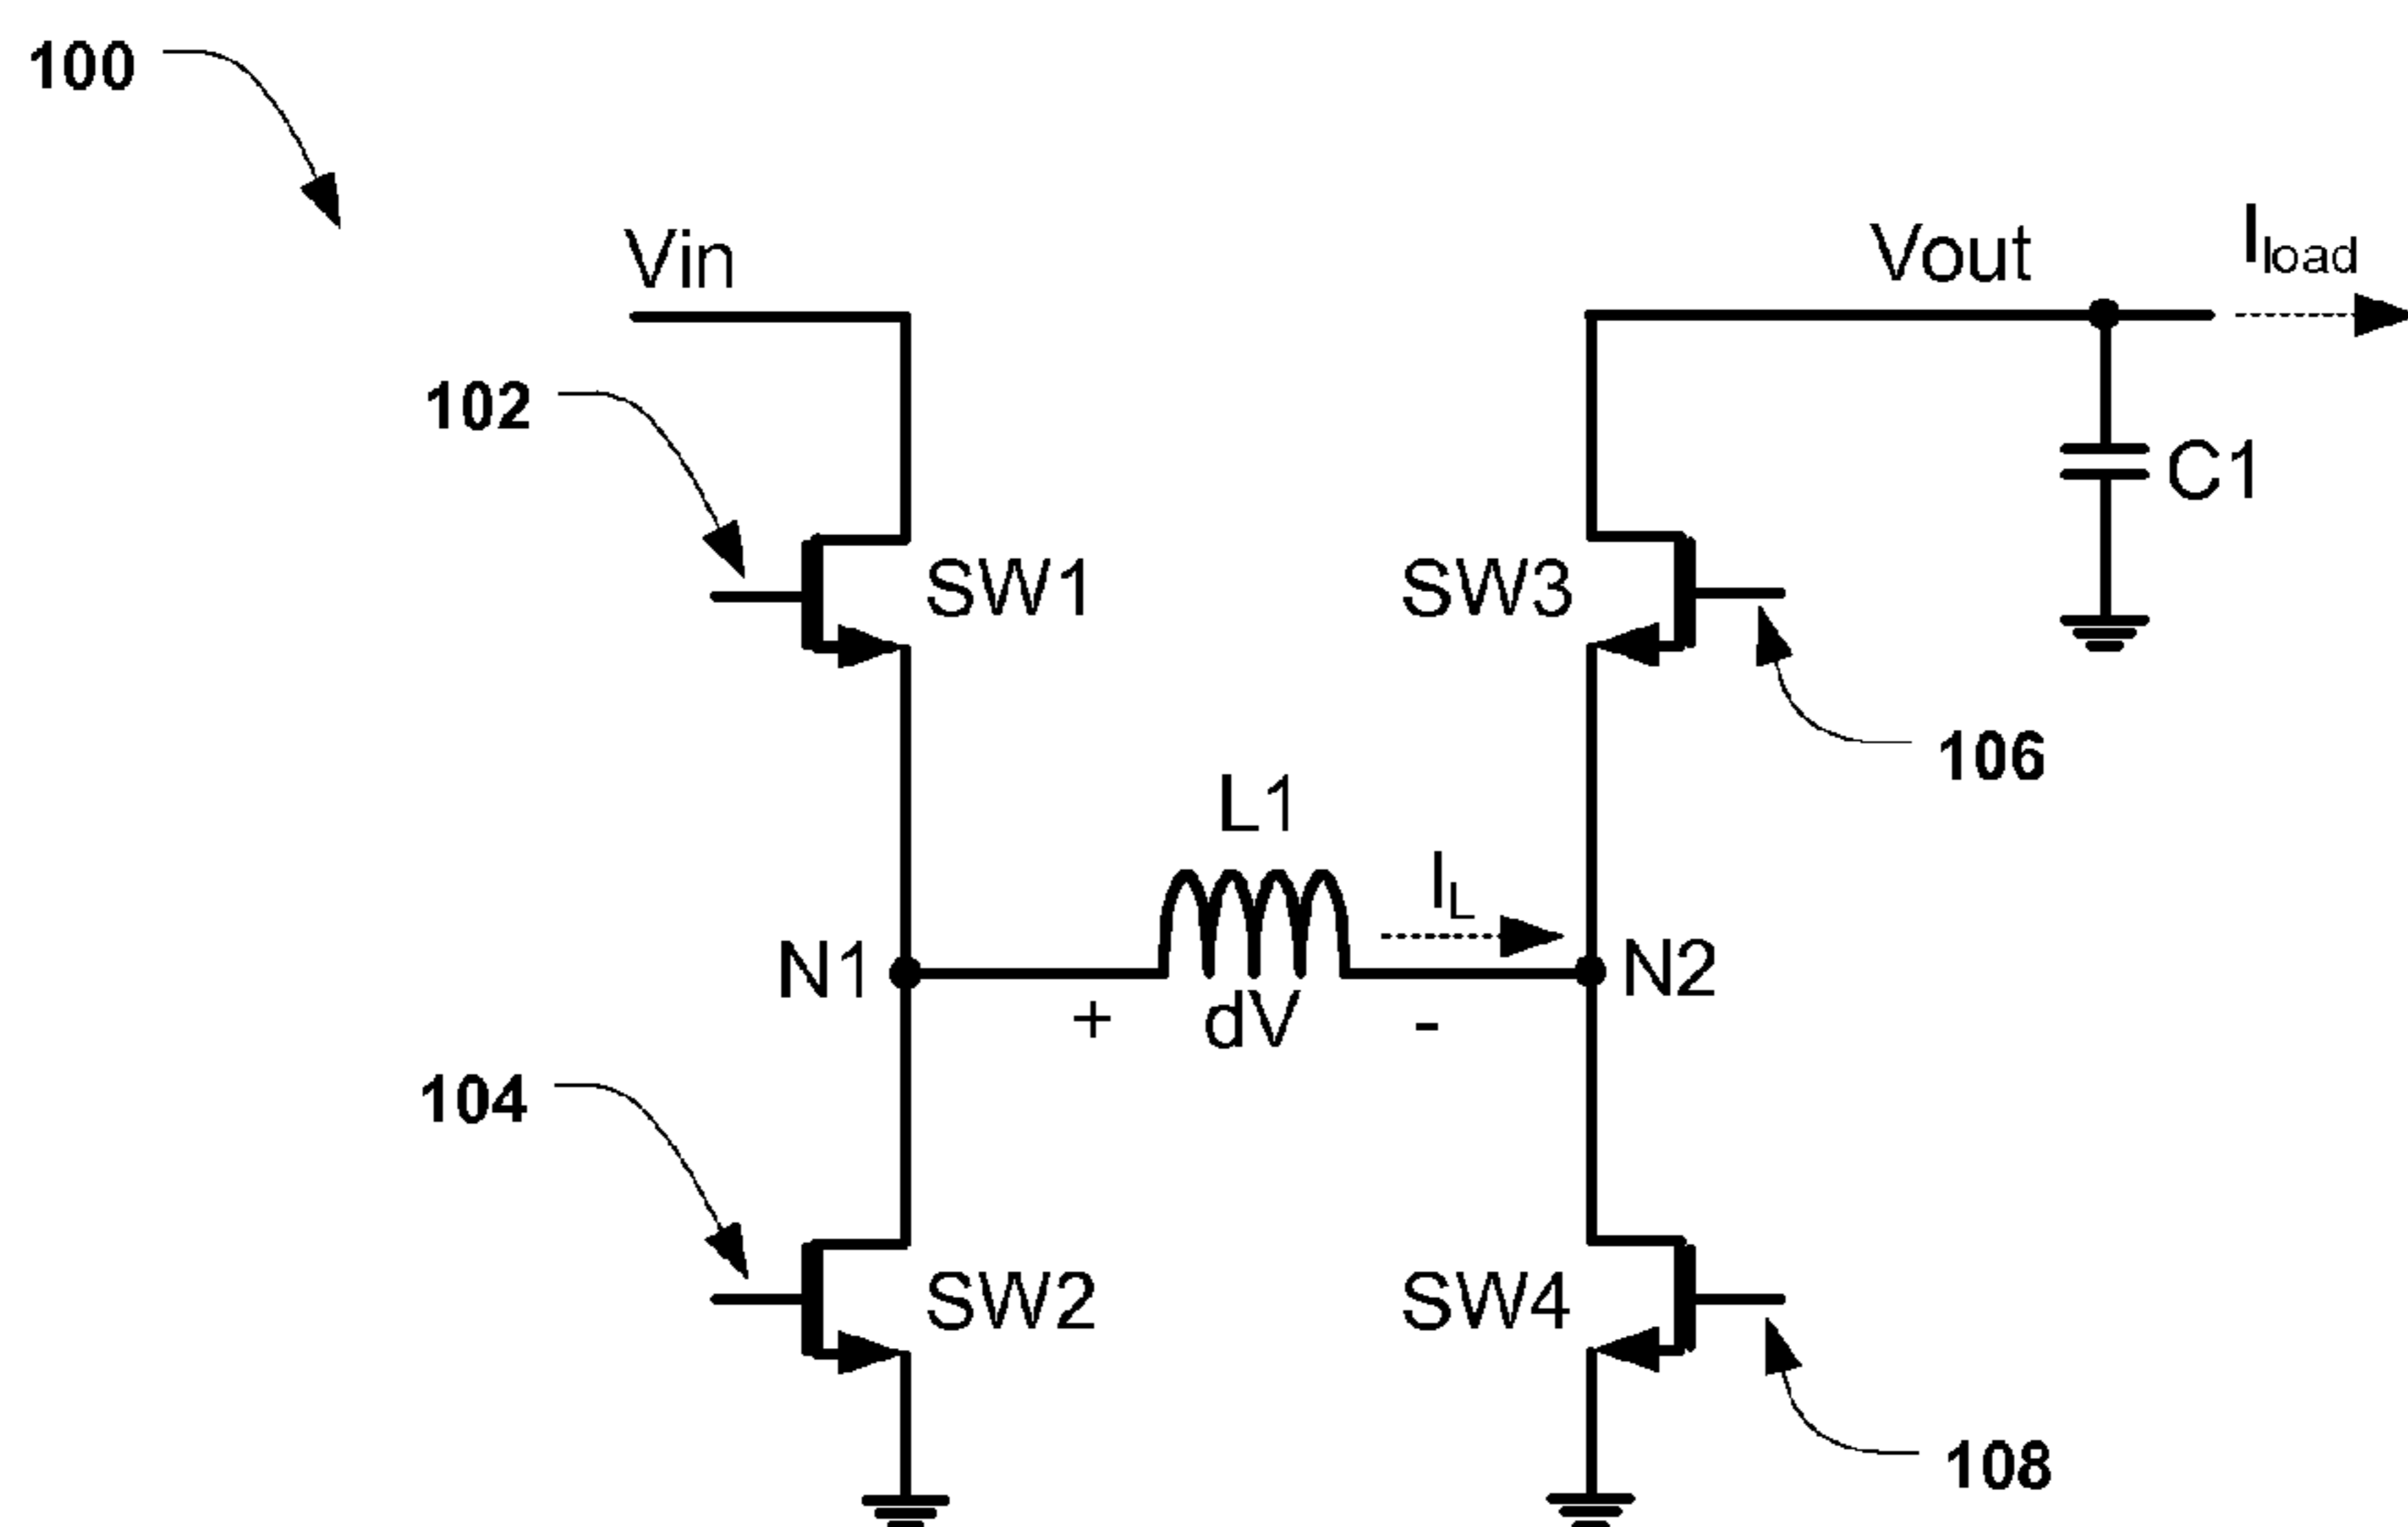 100
Vin
Vout
Iload
102
C1
SW1
SW3
106
L1
IL
N1
N2
+
dV
-
104
SW2
SW4
108